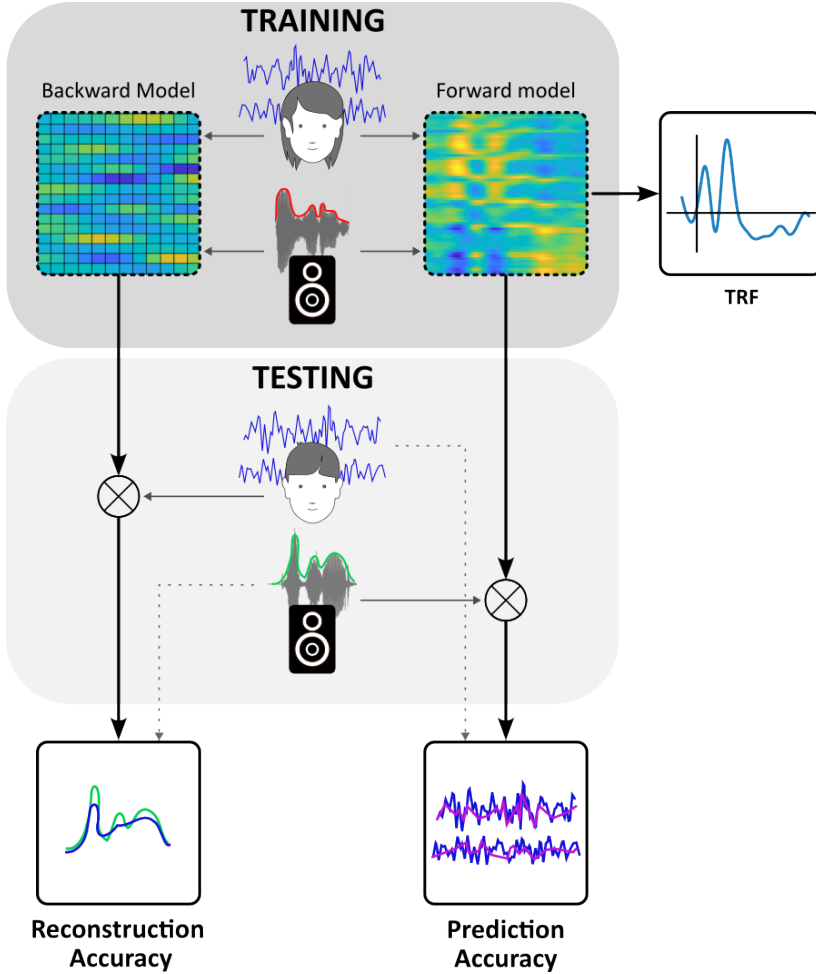 TRAINING
Backward Model
Forward model
TRF
TESTING
Reconstruction
Accuracy
Prediction
Accuracy